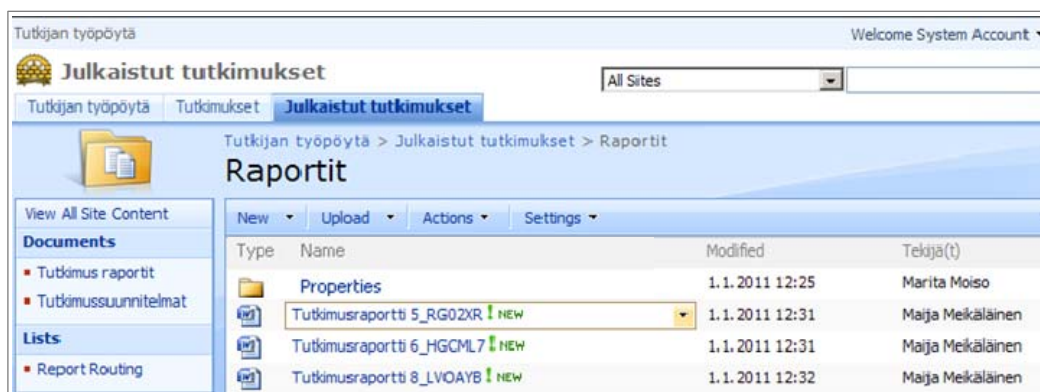 Tutkijan työpöytä
Welcome System Account
Julkaistut tutkimukset
All Sites
Tutkijan työpöytä Tutkimukset Julkaistut tutkimukset
Tutkijan työpöytä > Julkaistut tutkimukset > Raportit
Raportit
View All Site Content
Documents
Tutkimus raportit
Tutkimussuunnitelmat
Lists
Report Routing
New Upload Actions Settings
Type Name Modified Tekijä(t)
Properties 1.1.2011 12:25 Marita Moiso
Tutkimusraportti 5_RG02XR ! NEW 1.1.2011 12:31 Maija Meikäläinen
Tutkimusraportti 6_HGCML7 ! NEW 1.1.2011 12:31 Maija Meikäläinen
Tutkimusraportti 8_LVOAYB ! NEW 1.1.2011 12:32 Maija Meikäläinen